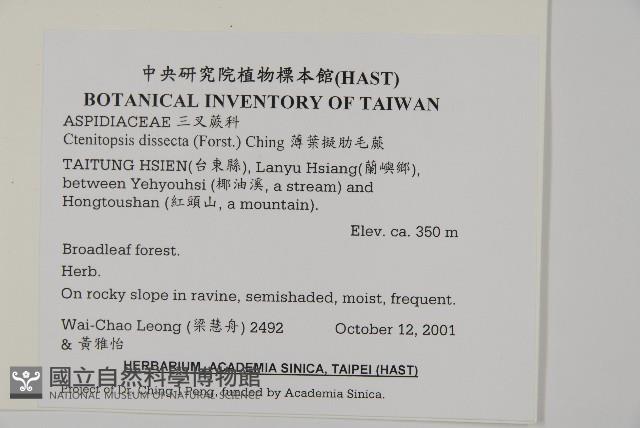 中央研究院植物標本館(HAST)
BOTANICAL INVENTORY OF TAIWAN
ASPIDIACEAE 三叉蕨科
Ctenitopsis dissecta (Forst.) Ching 薄葉擬肋毛蕨
TAITUNG HSIEN(台東縣), Lanyu Hsiang(蘭嶼鄉),
between Yehyouhsi (椰油溪, a stream) and
Hongtoushan (紅頭山, a mountain).
Elev. ca. 350 m
Broadleaf forest.
Herb.
On rocky slope in ravine, semishaded, moist, frequent.
Wai-Chao Leong (梁慧舟) 2492 October 12, 2001
& 黃雅怡
HERBARIUM, ACADEMIA SINICA, TAIPEI (HAST)
Project of Dr. Ching-I Peng, funded by Academia Sinica.
國立自然科學博物館
NATIONAL MUSEUM OF NATURAL SCIENCE